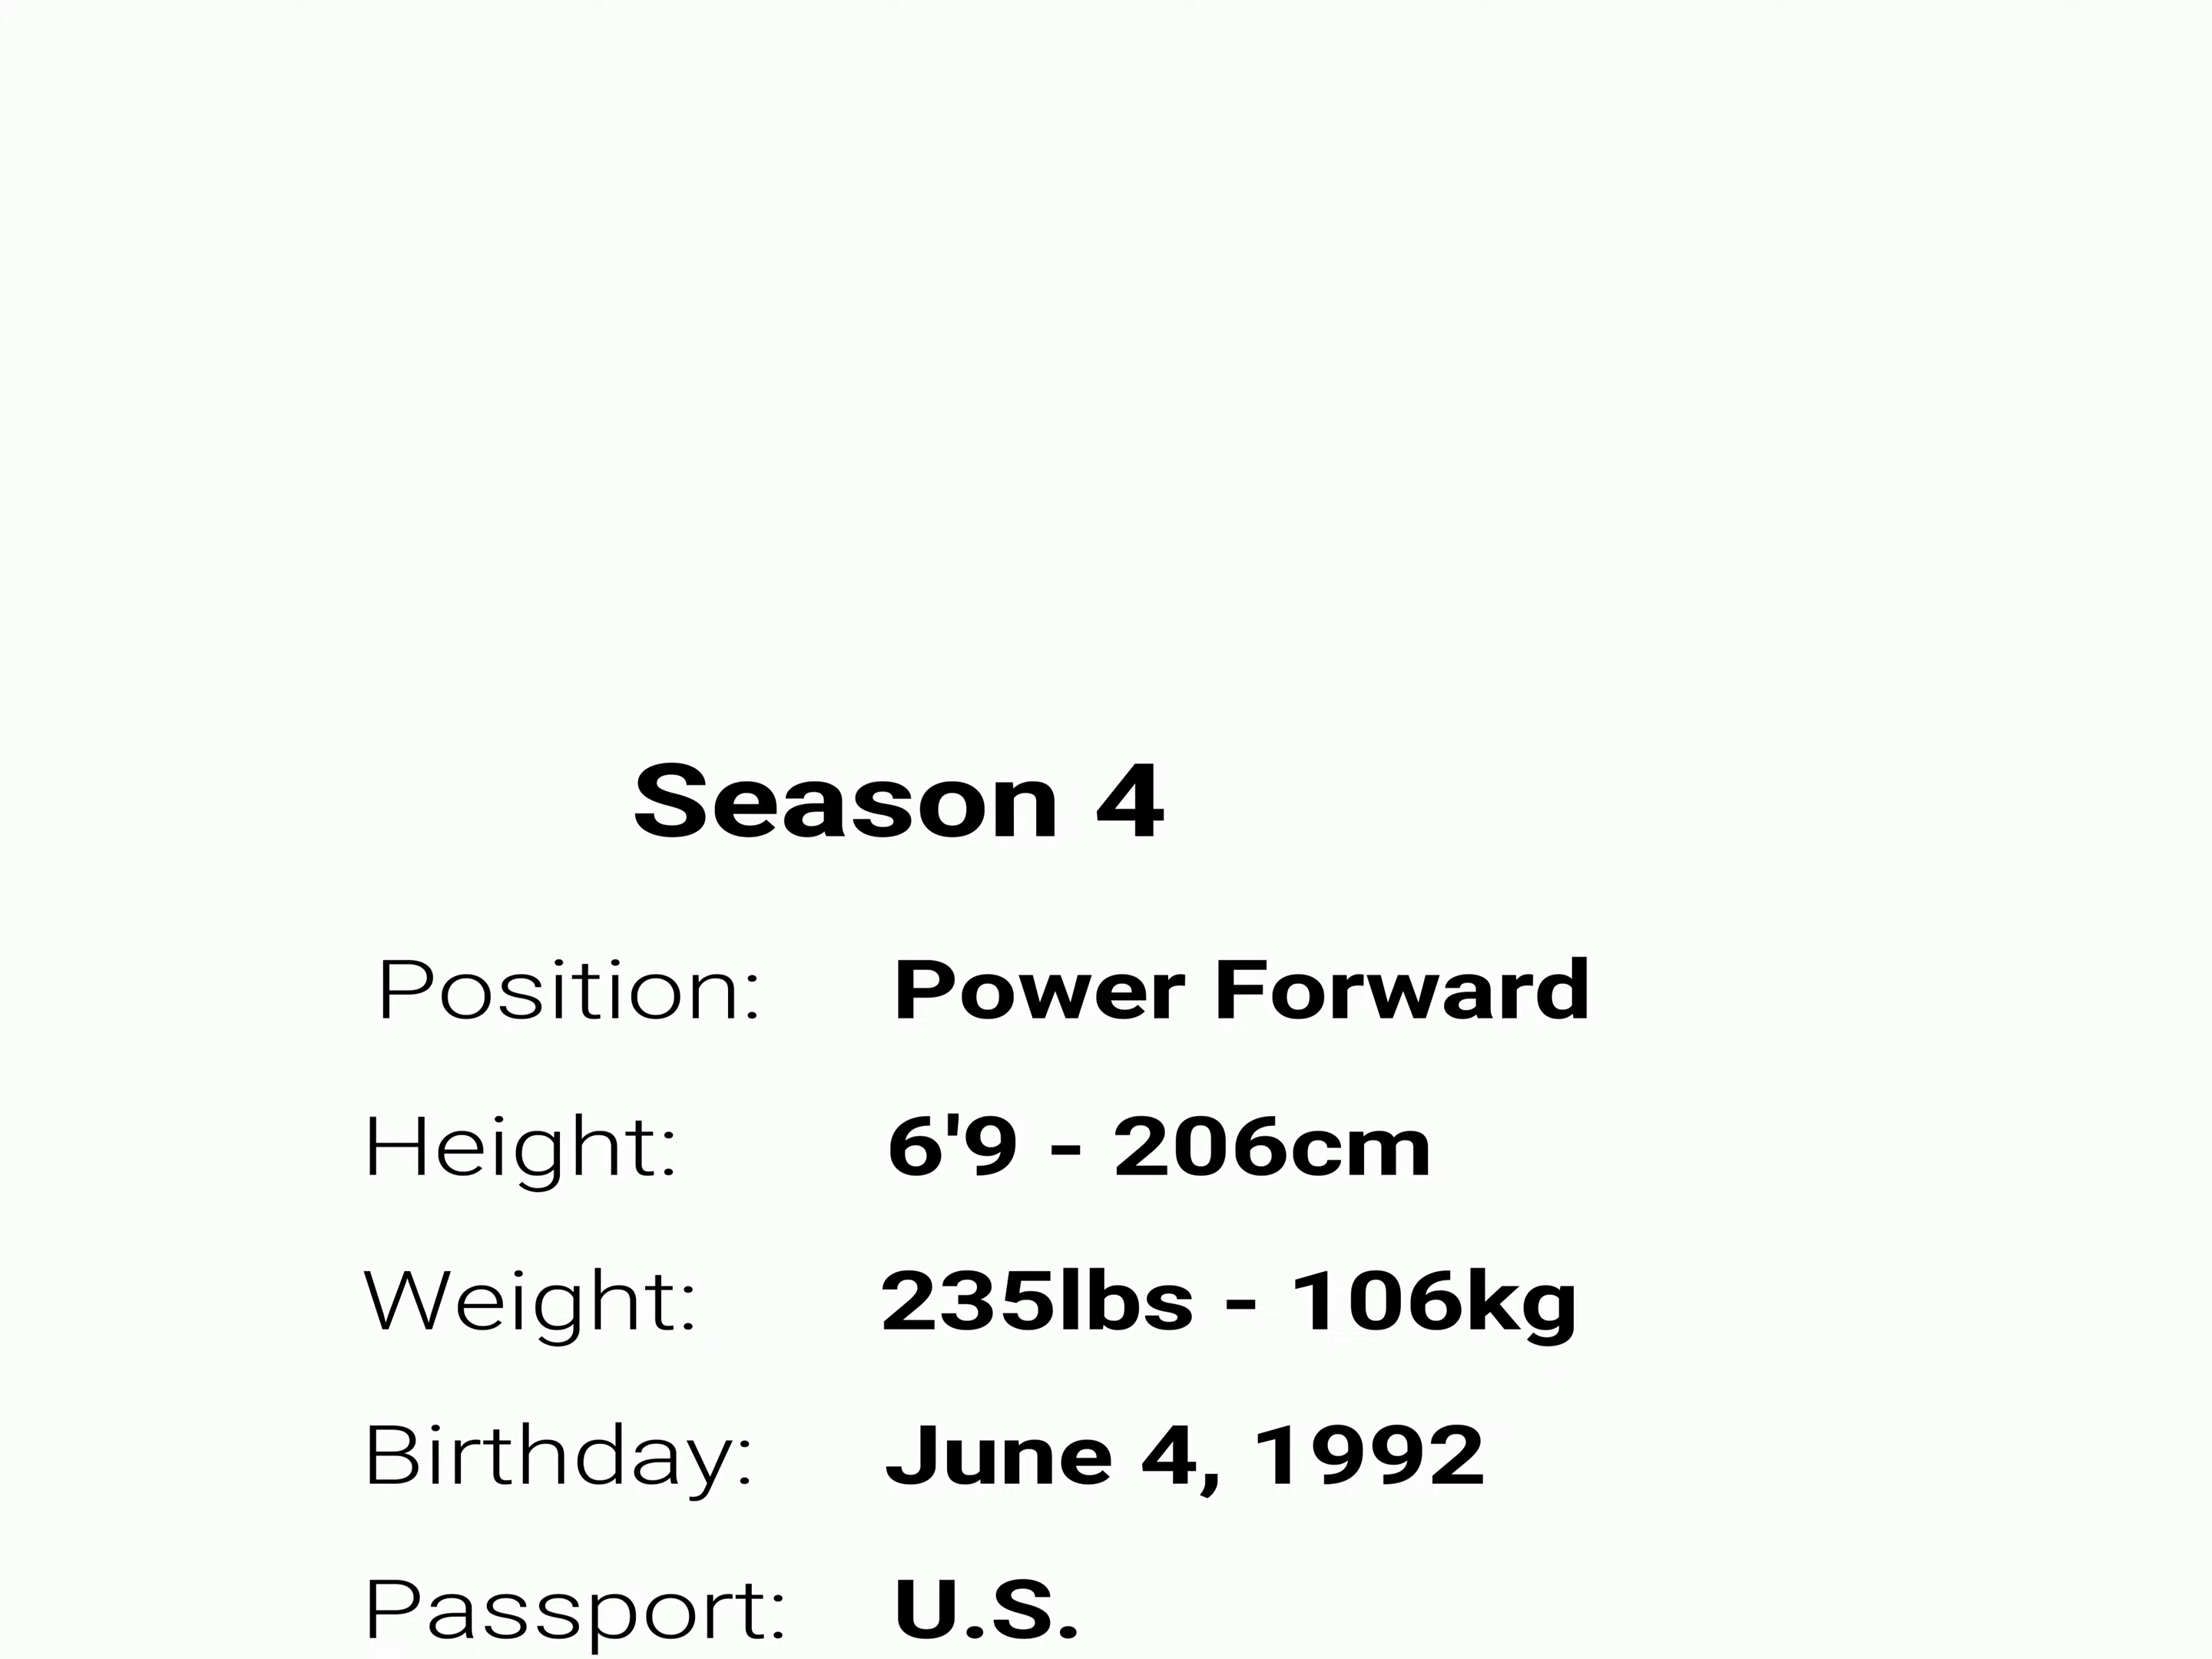 Season 4
Position: Power Forward
Height: 6'9 - 206cm
Weight: 235lbs - 106kg
Birthday: June 4, 1992
Passport: U.S.